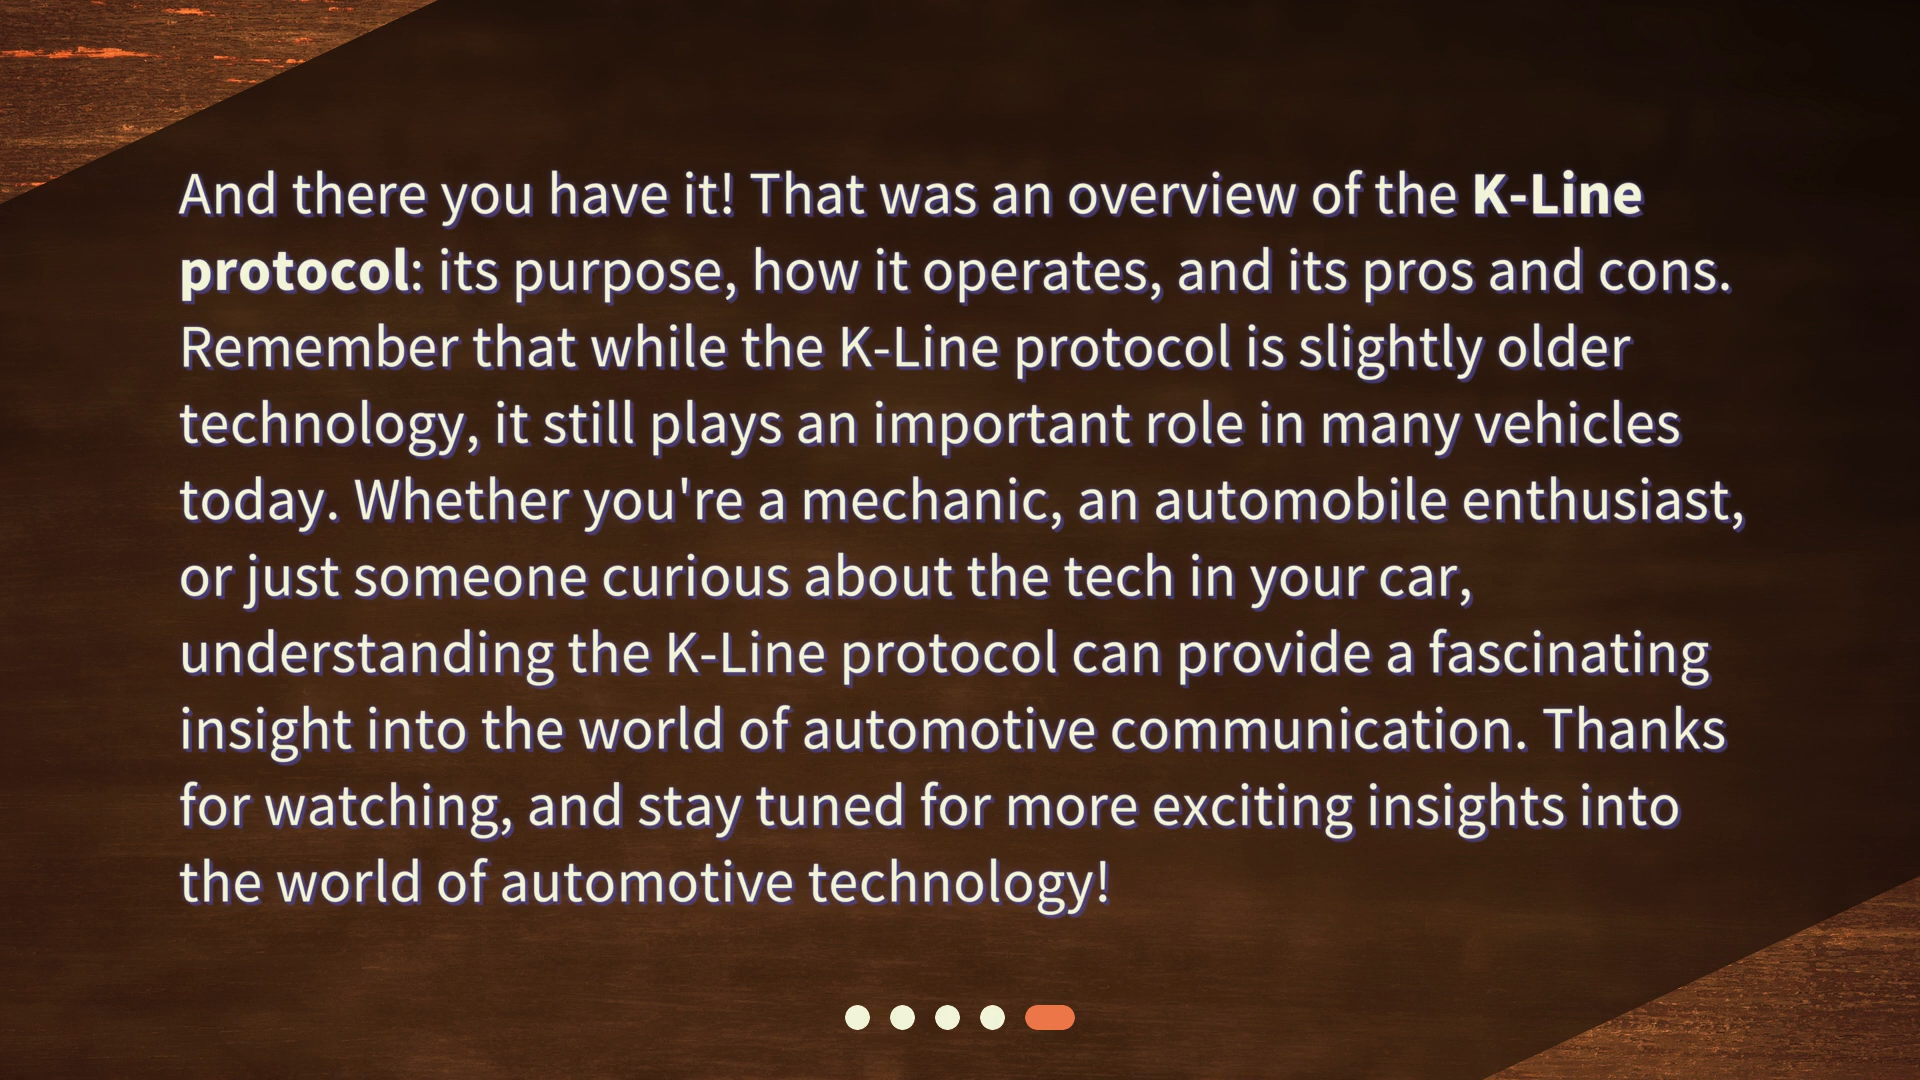 And there you have it! That was an overview of the K-Line
protocol: its purpose, how it operates, and its pros and cons.
Remember that while the K-Line protocol is slightly older
technology, it still plays an important role in many vehicles
today. Whether you're a mechanic, an automobile enthusiast,
or just someone curious about the tech in your car,
understanding the K-Line protocol can provide a fascinating
insight into the world of automotive communication. Thanks
for watching, and stay tuned for more exciting insights into
the world of automotive technology!